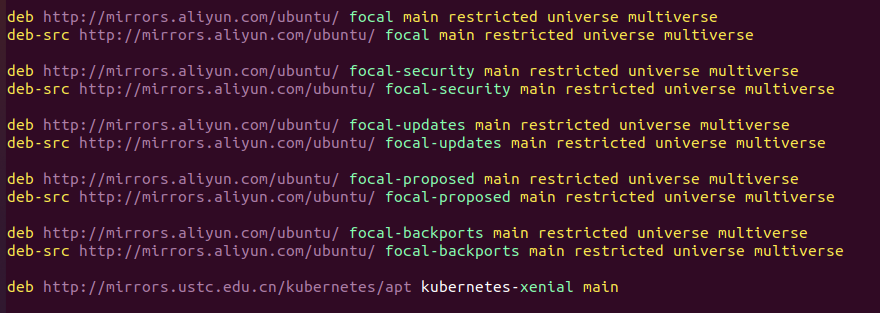 deb http://mirrors.aliyun.com/ubuntu/ focal main restricted universe multiverse
deb-src http://mirrors.aliyun.com/ubuntu/ focal main restricted universe multiverse
deb http://mirrors.aliyun.com/ubuntu/ focal-security main restricted universe multiverse
deb-src http://mirrors.aliyun.com/ubuntu/ focal-security main restricted universe multiverse
deb http://mirrors.aliyun.com/ubuntu/ focal-updates main restricted universe multiverse
deb-src http://mirrors.aliyun.com/ubuntu/ focal-updates main restricted universe multiverse
deb http://mirrors.aliyun.com/ubuntu/ focal-proposed main restricted universe multiverse
deb-src http://mirrors.aliyun.com/ubuntu/ focal-proposed main restricted universe multiverse
deb http://mirrors.aliyun.com/ubuntu/ focal-backports main restricted universe multiverse
deb-src http://mirrors.aliyun.com/ubuntu/ focal-backports main restricted universe multiverse
deb http://mirrors.ustc.edu.cn/kubernetes/apt kubernetes-xenial main